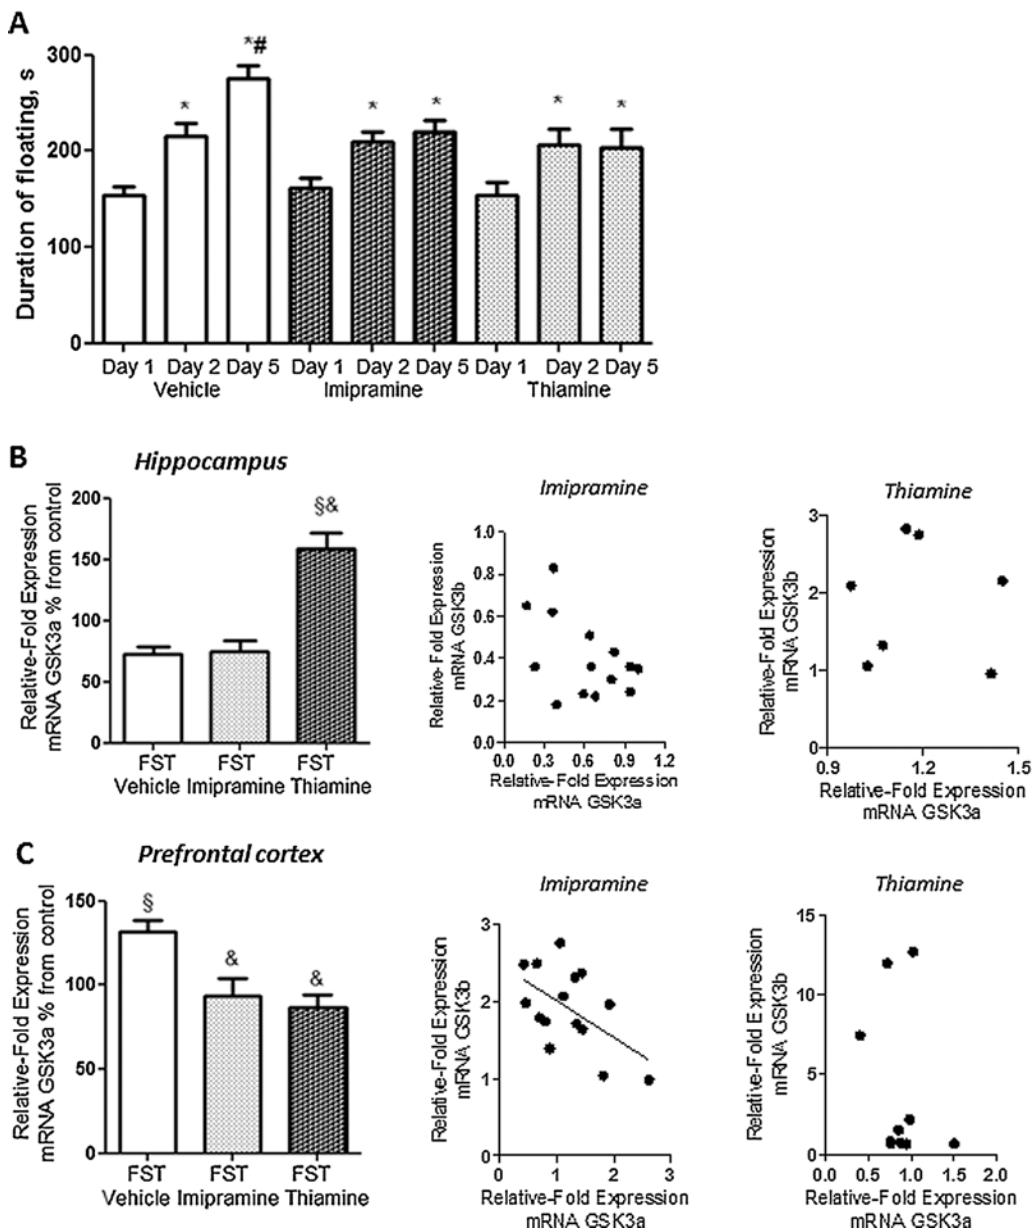 A
Duration of floating, s
300
200
100
0
*
*#
*
*
*
*
Day 1 Day 2 Day 5 Day 1 Day 2 Day 5 Day 1 Day 2 Day 5
Vehicle Imipramine Thiamine
B
Hippocampus
Relative-Fold Expression
mRNA GSK3a % from control
200
150
100
50
0
§&
FST FST FST
Vehicle Imipramine Thiamine
Imipramine
Relative-Fold Expression
mRNA GSK3b
1.0
0.8
0.6
0.4
0.2
0.0
0.0 0.3 0.6 0.9 1.2
Relative-Fold Expression
mRNA GSK3a
Thiamine
Relative-Fold Expression
mRNA GSK3b
3
2
1
0
0.9 1.2 1.5
Relative-Fold Expression
mRNA GSK3a
C
Prefrontal cortex
Relative-Fold Expression
mRNA GSK3a % from control
150
100
50
0
§
&
&
FST FST FST
Vehicle Imipramine Thiamine
Imipramine
Relative-Fold Expression
mRNA GSK3b
3
2
1
0
0 1 2 3
Relative-Fold Expression
mRNA GSK3a
Thiamine
Relative-Fold Expression
mRNA GSK3b
15
10
5
0
0.0 0.5 1.0 1.5 2.0
Relative-Fold Expression
mRNA GSK3a